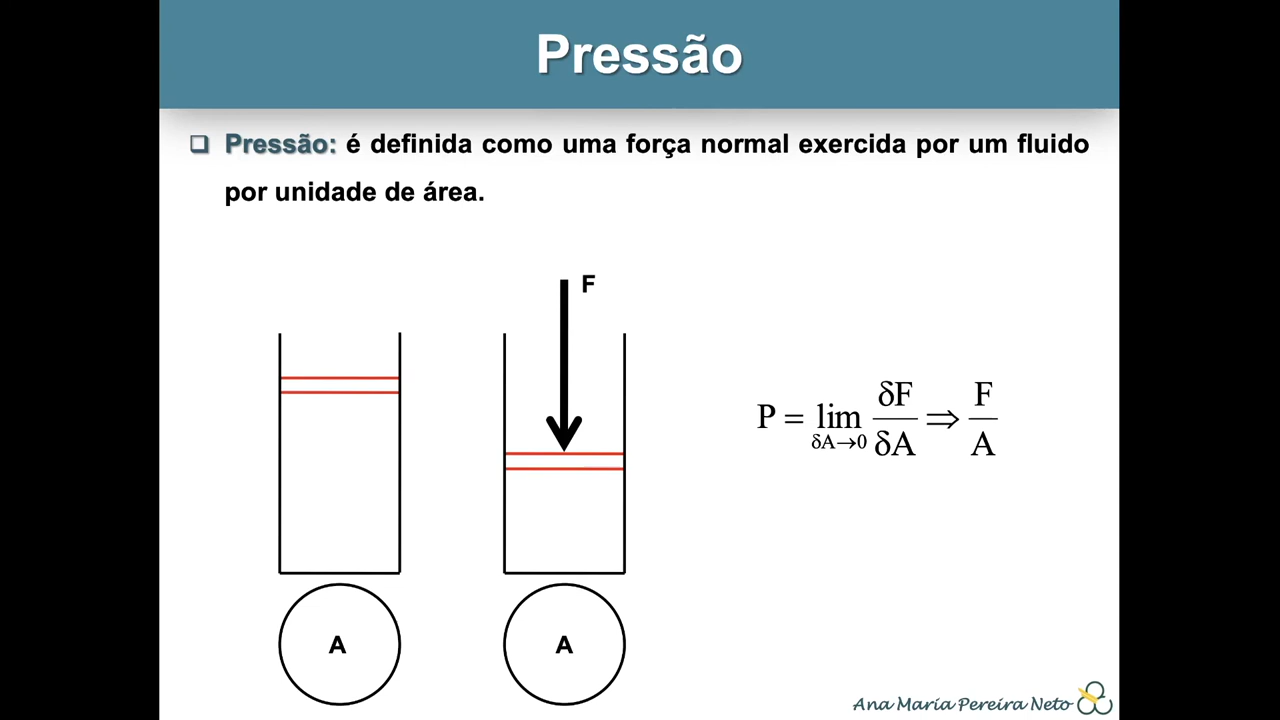 Pressão
Pressão: é definida como uma força normal exercida por um fluido
por unidade de área.
F
P = lim δA→0 δF/δA ⇒ F/A
A
A
Ana Maria Pereira Neto